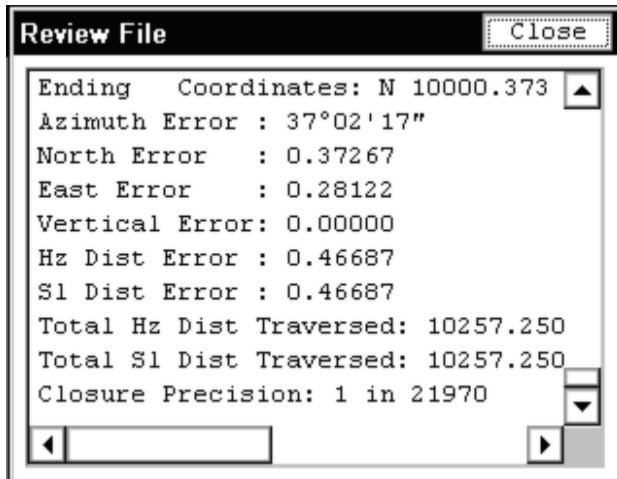 Review File
Close
Ending   Coordinates: N 10000.373
Azimuth Error : 37°02'17"
North Error   : 0.37267
East Error    : 0.28122
Vertical Error: 0.00000
Hz Dist Error : 0.46687
Sl Dist Error : 0.46687
Total Hz Dist Traversed: 10257.250
Total Sl Dist Traversed: 10257.250
Closure Precision: 1 in 21970